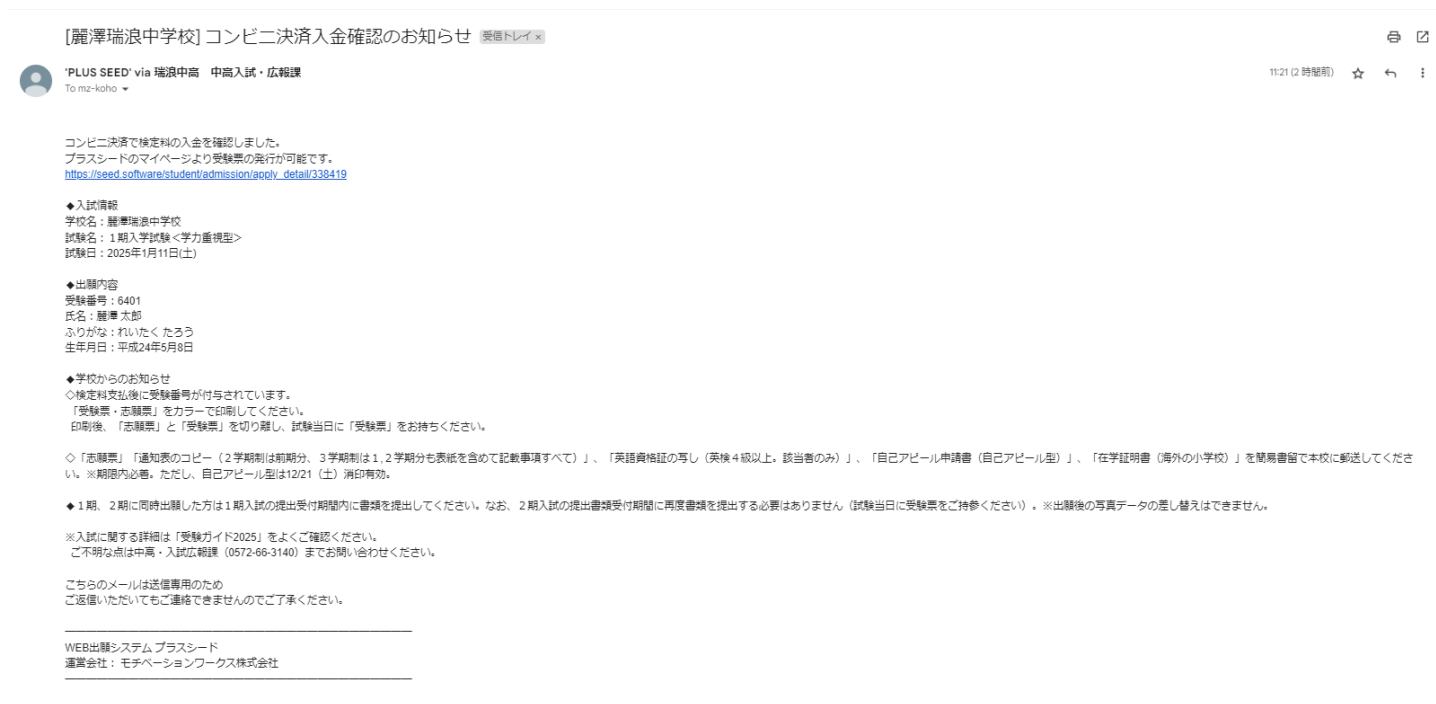 [麗澤瑞浪中学校] コンビニ決済入金確認のお知らせ 受信トレイ ×
'PLUS SEED' via 瑞浪中高　中高入試・広報課
11:21 (2 時間前)
To mz-koho
コンビニ決済で検定料の入金を確認しました。
プラスシードのマイページより受験票の発行が可能です。
https://seed.software/student/admission/apply_detail/338419
◆入試情報
学校名：麗澤瑞浪中学校
試験名：１期入学試験＜学力重視型＞
試験日：2025年1月11日(土)
◆出願内容
受験番号：6401
氏名：麗澤 太郎
ふりがな：れいたく たろう
生年月日：平成24年5月8日
◆学校からのお知らせ
◇検定料支払後に受験番号が付与されています。
「受験票・志願票」をカラーで印刷してください。
印刷後、「志願票」と「受験票」を切り離し、試験当日に「受験票」をお持ちください。
◇「志願票」「通知表のコピー（２学期制は前期分、３学期制は１,２学期分も表紙を含めて記載事項すべて）」、「英語資格証の写し（英検４級以上。該当者のみ）」、「自己アピール申請書（自己アピール型）」、「在学証明書（海外の小学校）」を簡易書留で本校に郵送してくださ
い。※期限内必着。ただし、自己アピール型は12/21（土）消印有効。
◆１期、２期に同時出願した方は１期入試の提出受付期間内に書類を提出してください。なお、２期入試の提出書類受付期間に再度書類を提出する必要はありません（試験当日に受験票をご持参ください）。※出願後の写真データの差し替えはできません。
※入試に関する詳細は「受験ガイド2025」をよくご確認ください。
ご不明な点は中高・入試広報課（0572-66-3140）までお問い合わせください。
こちらのメールは送信専用のため
ご返信いただいてもご連絡できませんのでご了承ください。
WEB出願システム プラスシード
運営会社： モチベーションワークス株式会社